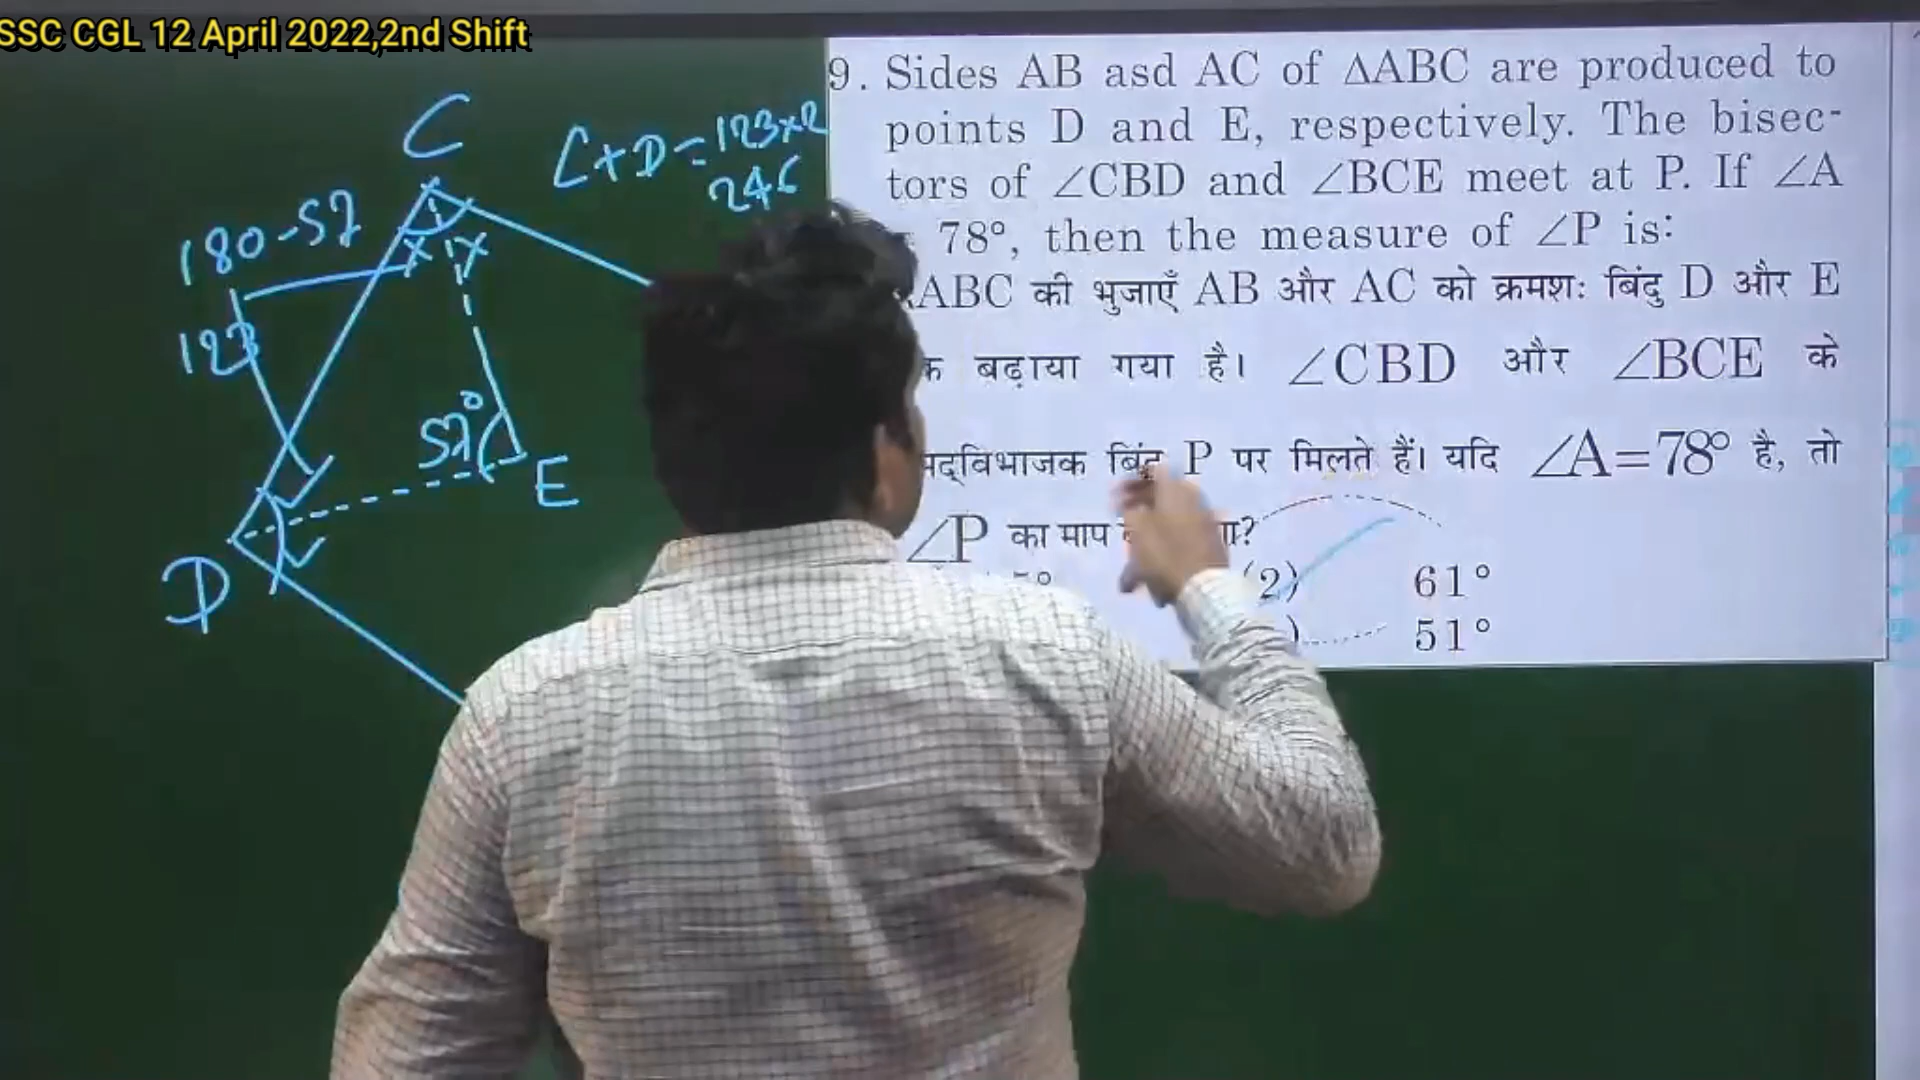 SSC CGL 12 April 2022,2nd Shift
C
C+D=123x2
246
180-57
123
57°
E
D
9. Sides AB asd AC of ΔABC are produced to
points D and E, respectively. The bisec-
tors of ∠CBD and ∠BCE meet at P. If ∠A
78°, then the measure of ∠P is:
ABC की भुजाएँ AB और AC को क्रमशः बिंदु D और E
बढ़ाया गया है। ∠CBD और ∠BCE के
बिंदु P पर मिलते हैं। यदि ∠A=78° है, तो
∠P का माप
(2) 61°
51°